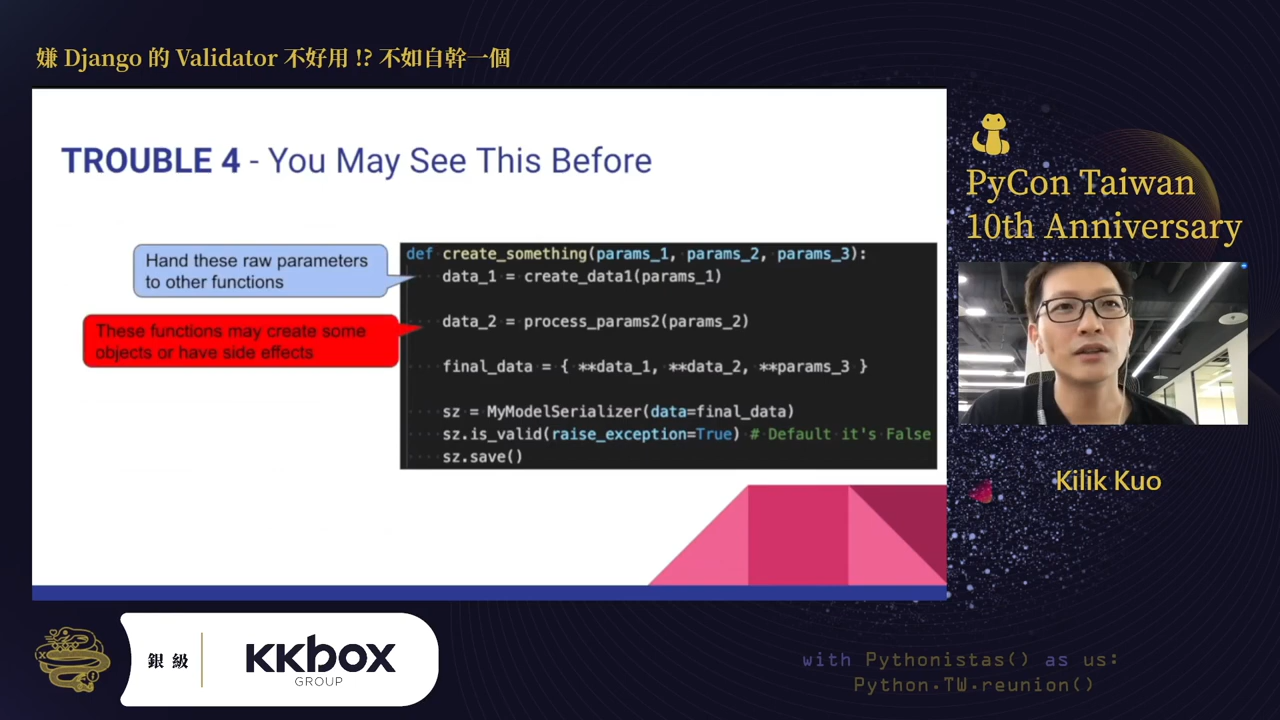 嫌 Django 的 Validator 不好用 !? 不如自幹一個
TROUBLE 4 - You May See This Before
Hand these raw parameters
to other functions
These functions may create some
objects or have side effects
def create_something(params_1, params_2, params_3):
data_1 = create_data1(params_1)
data_2 = process_params2(params_2)
final_data = { **data_1, **data_2, **params_3 }
sz = MyModelSerializer(data=final_data)
sz.is_valid(raise_exception=True) # Default it's False
sz.save()
PyCon Taiwan
10th Anniversary
Kilik Kuo
銀級
KKBOX
GROUP
with Pythonistas() as us:
Python.TW.reunion()